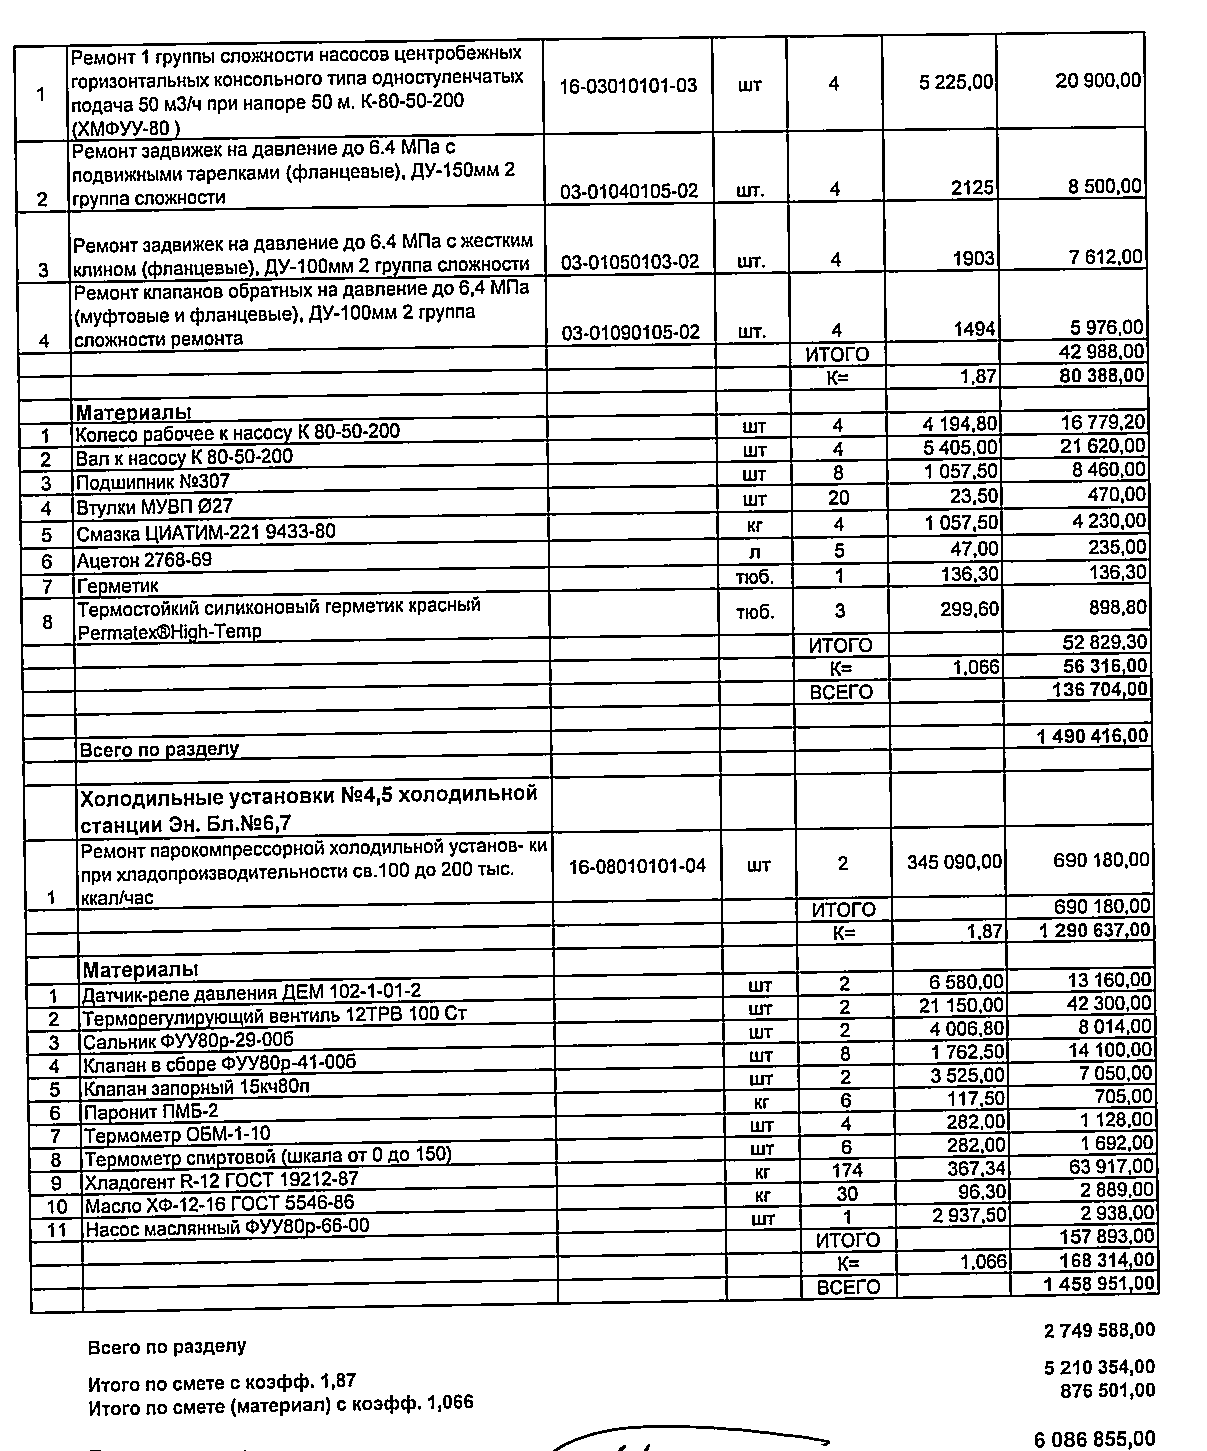 Ремонт 1 группы сложности насосов центробежных
горизонтальных консольного типа одноступенчатых
1 подача 50 м3/ч при напоре 50 м. К-80-50-200 16-03010101-03 шт 4 5 225,00 20 900,00
(ХМФУУ-80 )
Ремонт задвижек на давление до 6.4 МПа с
подвижными тарелками (фланцевые), ДУ-150мм 2
2 группа сложности 03-01040105-02 шт. 4 2125 8 500,00
Ремонт задвижек на давление до 6.4 МПа с жестким
3 клином (фланцевые), ДУ-100мм 2 группа сложности 03-01050103-02 шт. 4 1903 7 612,00
Ремонт клапанов обратных на давление до 6,4 МПа
(муфтовые и фланцевые), ДУ-100мм 2 группа
4 сложности ремонта 03-01090105-02 шт. 4 1494 5 976,00
ИТОГО 42 988,00
К= 1,87 80 388,00
Материалы
1 Колесо рабочее к насосу К 80-50-200 шт 4 4 194,80 16 779,20
2 Вал к насосу К 80-50-200 шт 4 5 405,00 21 620,00
3 Подшипник №307 шт 8 1 057,50 8 460,00
4 Втулки МУВП Ø27 шт 20 23,50 470,00
5 Смазка ЦИАТИМ-221 9433-80 кг 4 1 057,50 4 230,00
6 Ацетон 2768-69 л 5 47,00 235,00
7 Герметик тюб. 1 136,30 136,30
8 Термостойкий силиконовый герметик красный тюб. 3 299,60 898,80
Permatex®High-Temp
ИТОГО 52 829,30
К= 1,066 56 316,00
ВСЕГО 136 704,00
Всего по разделу 1 490 416,00
Холодильные установки №4,5 холодильной
станции Эн. Бл.№6,7
Ремонт парокомпрессорной холодильной установ- ки
при хладопроизводительности св.100 до 200 тыс. 16-08010101-04 шт 2 345 090,00 690 180,00
1 ккал/час
ИТОГО 690 180,00
К= 1,87 1 290 637,00
Материалы
1 Датчик-реле давления ДЕМ 102-1-01-2 шт 2 6 580,00 13 160,00
2 Терморегулирующий вентиль 12ТРВ 100 Ст шт 2 21 150,00 42 300,00
3 Сальник ФУУ80р-29-00б шт 2 4 006,80 8 014,00
4 Клапан в сборе ФУУ80р-41-00б шт 8 1 762,50 14 100,00
5 Клапан запорный 15кч80п шт 2 3 525,00 7 050,00
6 Паронит ПМБ-2 кг 6 117,50 705,00
7 Термометр ОБМ-1-10 шт 4 282,00 1 128,00
8 Термометр спиртовой (шкала от 0 до 150) шт 6 282,00 1 692,00
9 Хладогент R-12 ГОСТ 19212-87 кг 174 367,34 63 917,00
10 Масло ХФ-12-16 ГОСТ 5546-86 кг 30 96,30 2 889,00
11 Насос маслянный ФУУ80р-66-00 шт 1 2 937,50 2 938,00
ИТОГО 157 893,00
К= 1,066 168 314,00
ВСЕГО 1 458 951,00
Всего по разделу 2 749 588,00
Итого по смете с коэфф. 1,87 5 210 354,00
Итого по смете (материал) с коэфф. 1,066 876 501,00
6 086 855,00